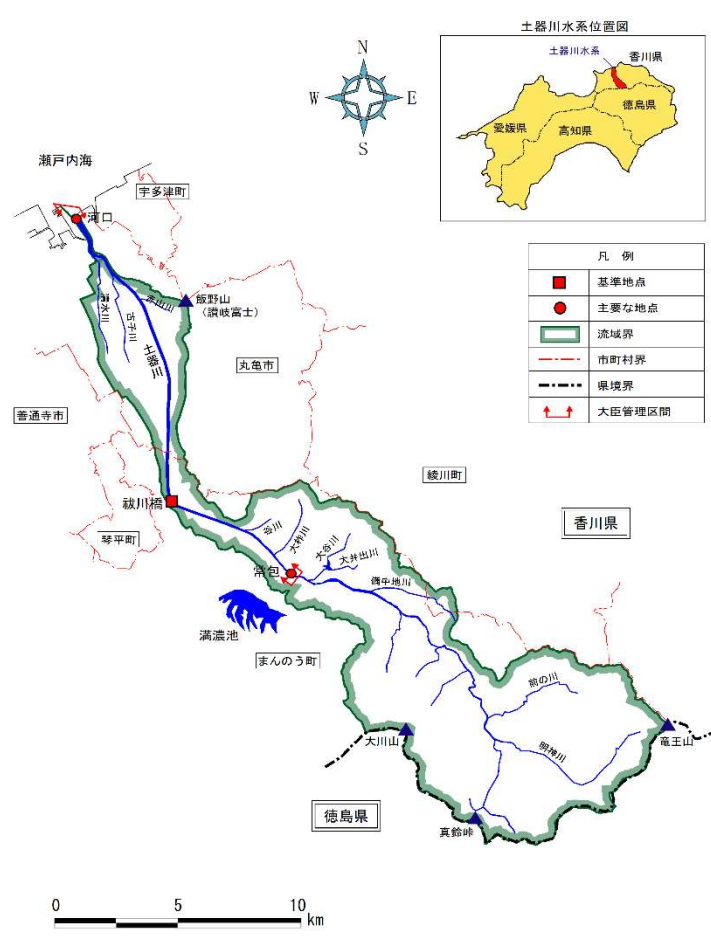 土器川水系位置図
土器川水系
香川県
徳島県
愛媛県
高知県
N
W
E
S
瀬戸内海
宇多津町
河口
飯野山
(讃岐富士)
清水川
古子川
赤山川
土器川
丸亀市
善通寺市
凡 例
基準地点
主要な地点
流域界
市町村界
県境界
大臣管理区間
綾川町
香川県
祓川橋
琴平町
谷川
大柞川
大谷川
大井出川
常包
備中地川
満濃池
まんのう町
前の川
大川山
明神川
竜王山
徳島県
真鈴峠
0
5
10
km